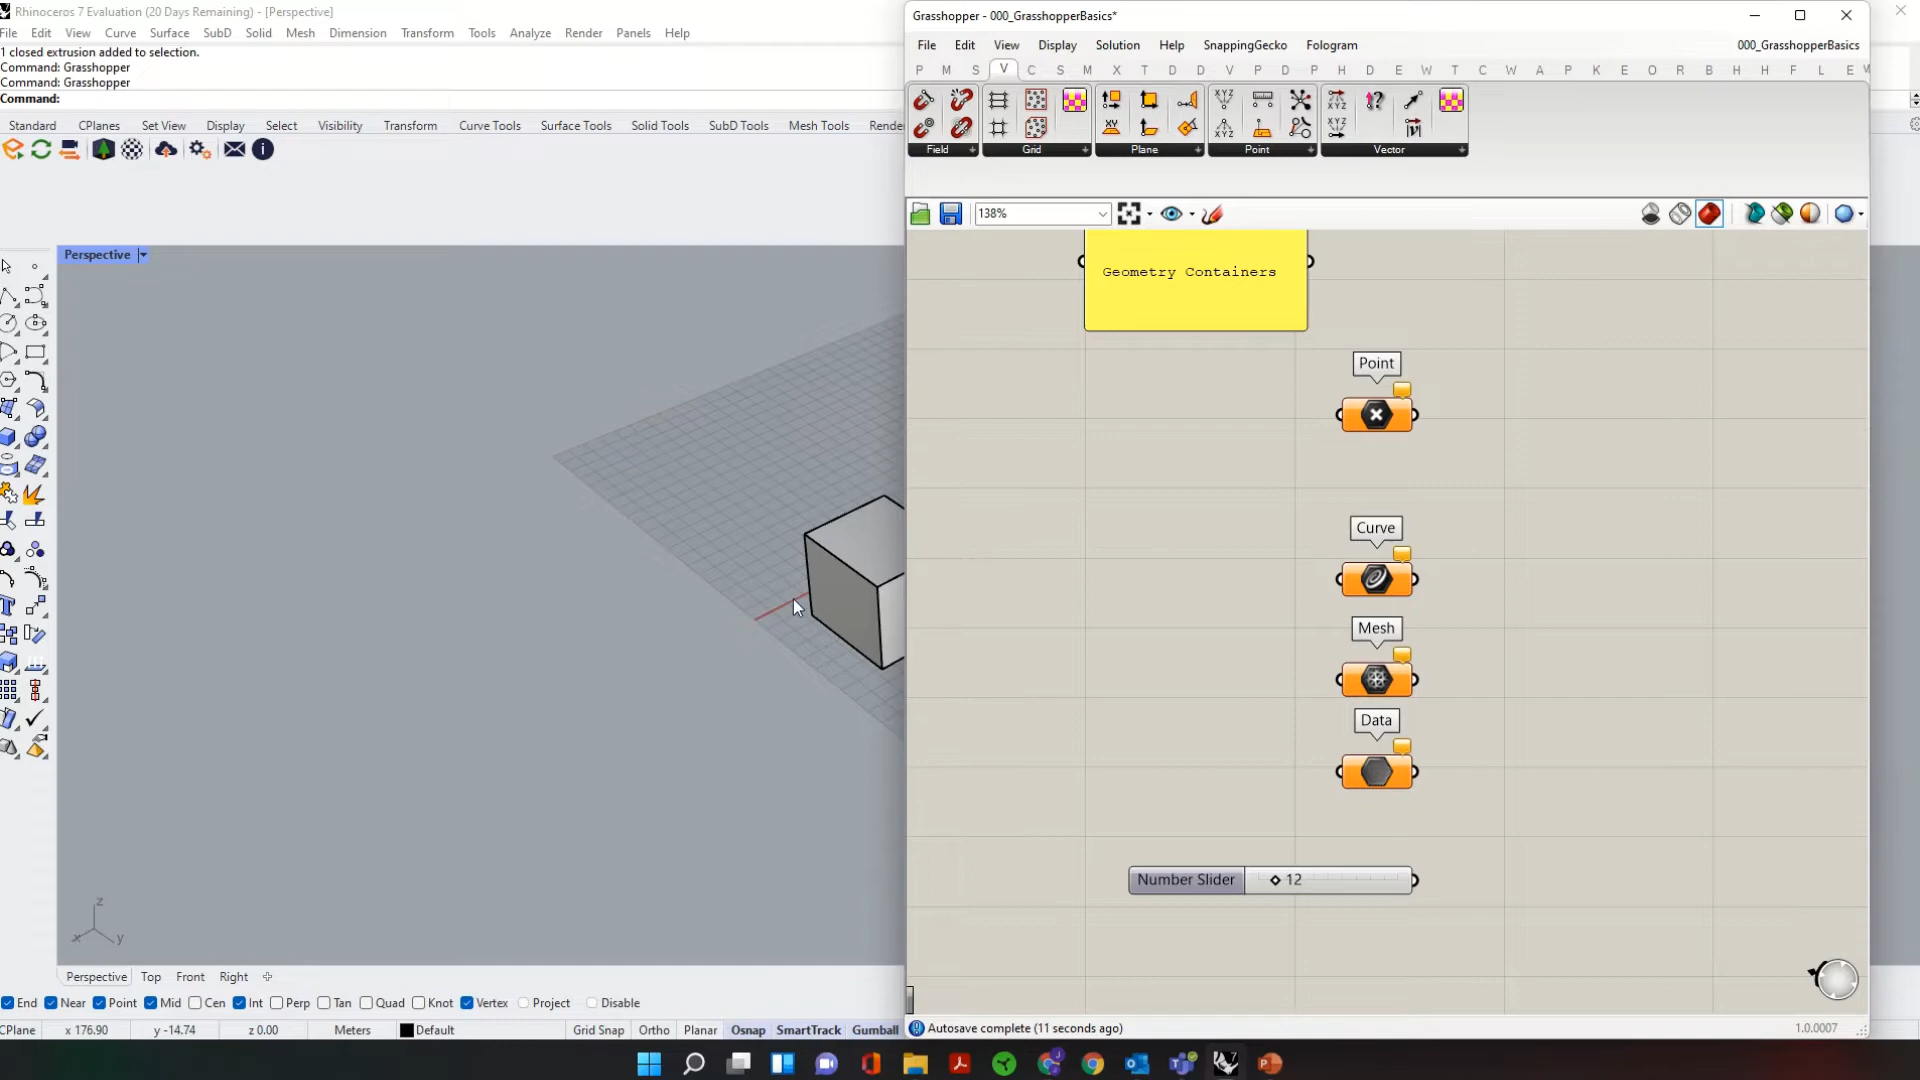 Rhinoceros 7 Evaluation (20 Days Remaining) - [Perspective]
File Edit View Curve Surface SubD Solid Mesh Dimension Transform Tools Analyze Render Panels Help
1 closed extrusion added to selection.
Command: Grasshopper
Command: Grasshopper
Command:
Standard CPlanes Set View Display Select Visibility Transform Curve Tools Surface Tools Solid Tools SubD Tools Mesh Tools Render
Perspective
z
x y
Perspective Top Front Right
End Near Point Mid Cen Int Perp Tan Quad Knot Vertex Project Disable
CPlane x 176.90 y -14.74 z 0.00 Meters Default Grid Snap Ortho Planar Osnap SmartTrack Gumball
Grasshopper - 000_GrasshopperBasics*
File Edit View Display Solution Help SnappingGecko Fologram 000_GrasshopperBasics
P M S V C S M X T D D V P D P H D E W T C W A P K E O R B H H F L E
Field Grid Plane Point Vector
138%
Geometry Containers
Point
Curve
Mesh
Data
Number Slider 12
Autosave complete (11 seconds ago) 1.0.0007